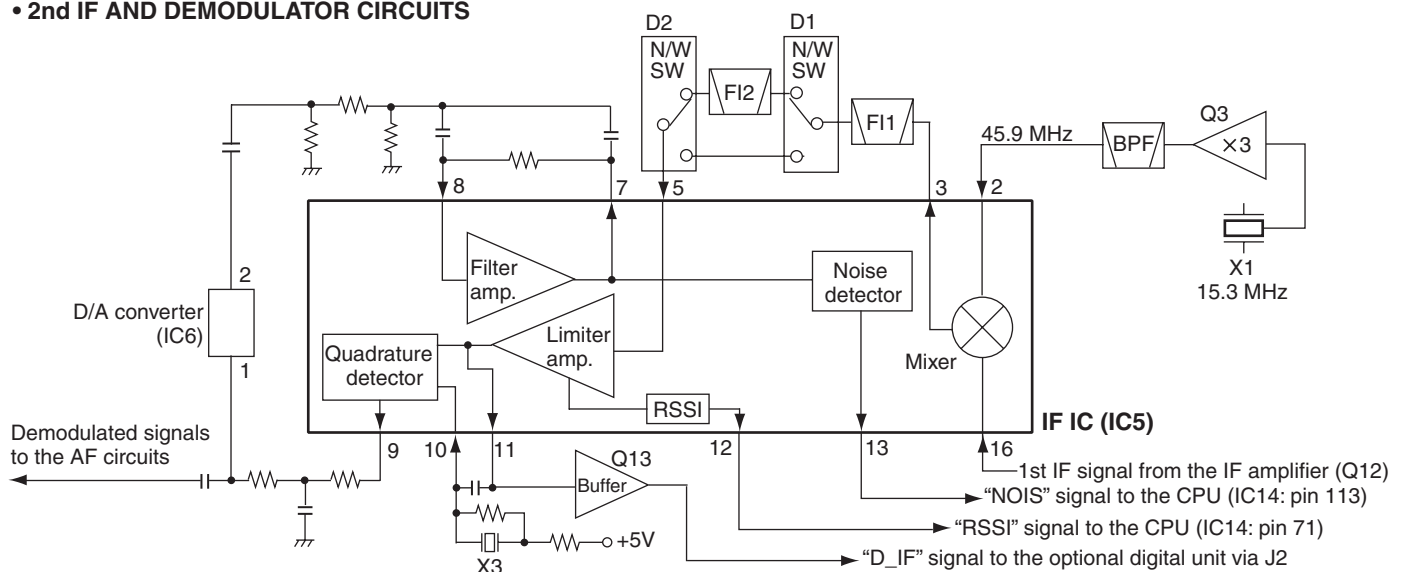 • 2nd IF AND DEMODULATOR CIRCUITS
D2
D1
N/W
SW
N/W
SW
FI2
FI1
45.9 MHz
BPF
Q3
×3
X1
15.3 MHz
8
7
5
3
2
Filter
amp.
Noise
detector
2
D/A converter
(IC6)
1
Quadrature
detector
Limiter
amp.
Mixer
RSSI
IF IC (IC5)
Demodulated signals
to the AF circuits
9
10
11
12
13
16
Q13
Buffer
+5V
X3
1st IF signal from the IF amplifier (Q12)
“NOIS” signal to the CPU (IC14: pin 113)
“RSSI” signal to the CPU (IC14: pin 71)
“D_IF” signal to the optional digital unit via J2